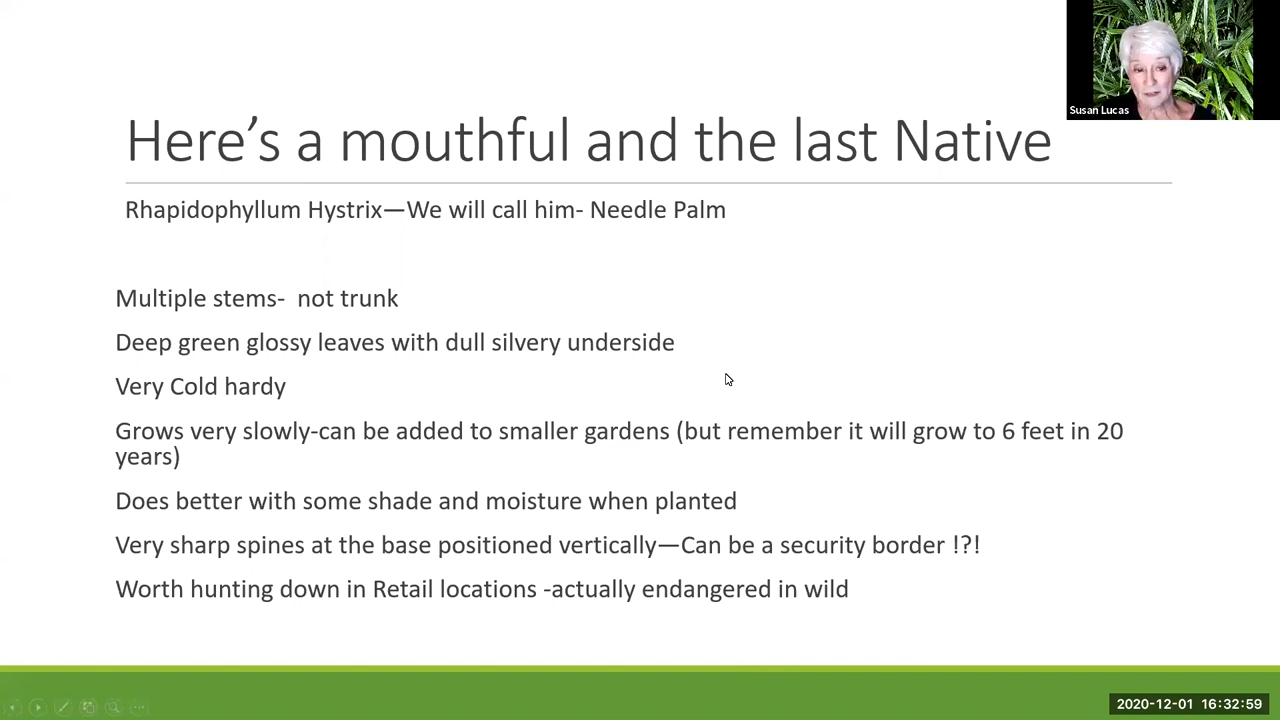 Susan Lucas
Here's a mouthful and the last Native
Rhapidophyllum Hystrix—We will call him- Needle Palm
Multiple stems-  not trunk
Deep green glossy leaves with dull silvery underside
Very Cold hardy
Grows very slowly-can be added to smaller gardens (but remember it will grow to 6 feet in 20
years)
Does better with some shade and moisture when planted
Very sharp spines at the base positioned vertically—Can be a security border !?!
Worth hunting down in Retail locations -actually endangered in wild
2020-12-01 16:32:59